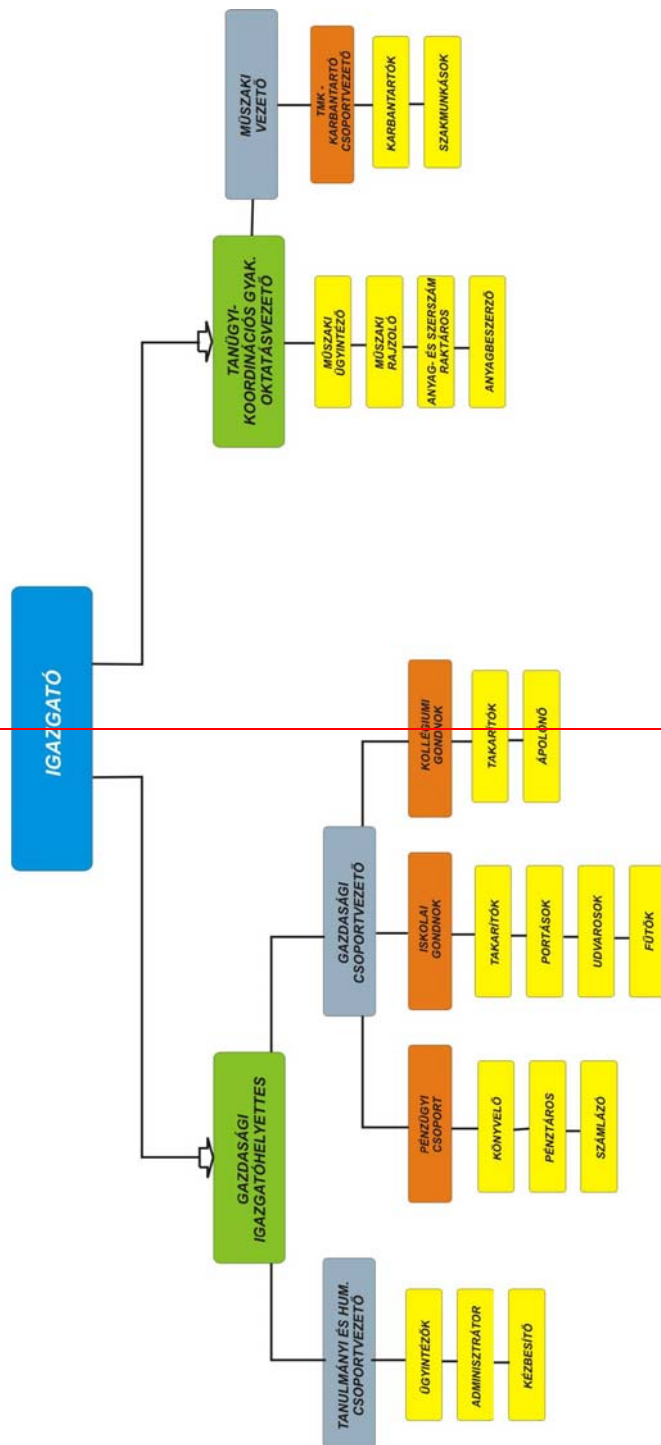 IGAZGATÓ
GAZDASÁGI
IGAZGATÓHELYETTES
TANULMÁNYI ÉS HUM.
CSOPORTVEZETŐ
ÜGYINTÉZŐK
ADMINISZTRÁTOR
KÉZBESÍTŐ
GAZDASÁGI
CSOPORTVEZETŐ
PÉNZÜGYI
CSOPORT
KÖNYVELŐ
PÉNZTÁROS
SZÁMLÁZÓ
ISKOLAI
GONDNOK
TAKARÍTÓK
PORTÁSOK
UDVAROSOK
FŰTŐK
KOLLÉGIUMI
GONDNOK
TAKARÍTÓK
ÁPOLÓNŐ
TANÜGYI-
KOORDINÁCIÓS GYAK.
OKTATÁSVEZETŐ
MŰSZAKI
ÜGYINTÉZŐ
MŰSZAKI
RAJZOLÓ
ANYAG- ÉS SZERSZÁM
RAKTÁROS
ANYAGBESZERZŐ
MŰSZAKI
VEZETŐ
TMK -
KARBANTARTÓ
CSOPORTVEZETŐ
KARBANTARTÓK
SZAKMUNKÁSOK